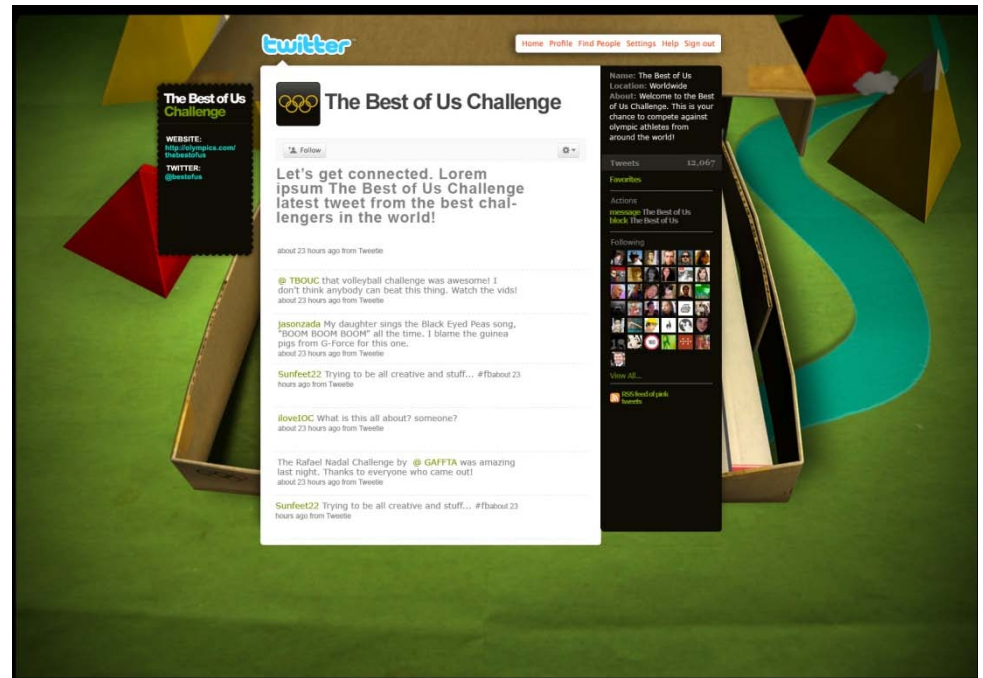 twitter
Home Profile Find People Settings Help Sign out
The Best of Us
Challenge
WEBSITE:
http://olympics.com/
thebestofus
TWITTER:
@bestofus
The Best of Us Challenge
Follow
Let's get connected. Lorem
ipsum The Best of Us Challenge
latest tweet from the best chal-
lengers in the world!
about 23 hours ago from Tweetie
@ TBOUC that volleyball challenge was awesome! I
don't think anybody can beat this thing. Watch the vids!
about 23 hours ago from Tweetie
jasonzada My daughter sings the Black Eyed Peas song,
"BOOM BOOM BOOM" all the time. I blame the guinea
pigs from G-Force for this one.
about 23 hours ago from Tweetie
Sunfeet22 Trying to be all creative and stuff... #fbabout 23
hours ago from Tweetie
iloveIOC What is this all about? someone?
about 23 hours ago from Tweetie
The Rafael Nadal Challenge by @ GAFFTA was amazing
last night. Thanks to everyone who came out!
about 23 hours ago from Tweetie
Sunfeet22 Trying to be all creative and stuff... #fbabout 23
hours ago from Tweetie
Name: The Best of Us
Location: Worldwide
About: Welcome to the Best
of Us Challenge. This is your
chance to compete against
olympic athletes from
around the world!
Tweets 12,067
Favorites
Actions
message The Best of Us
block The Best of Us
Following
View All...
RSS feed of pink
tweets